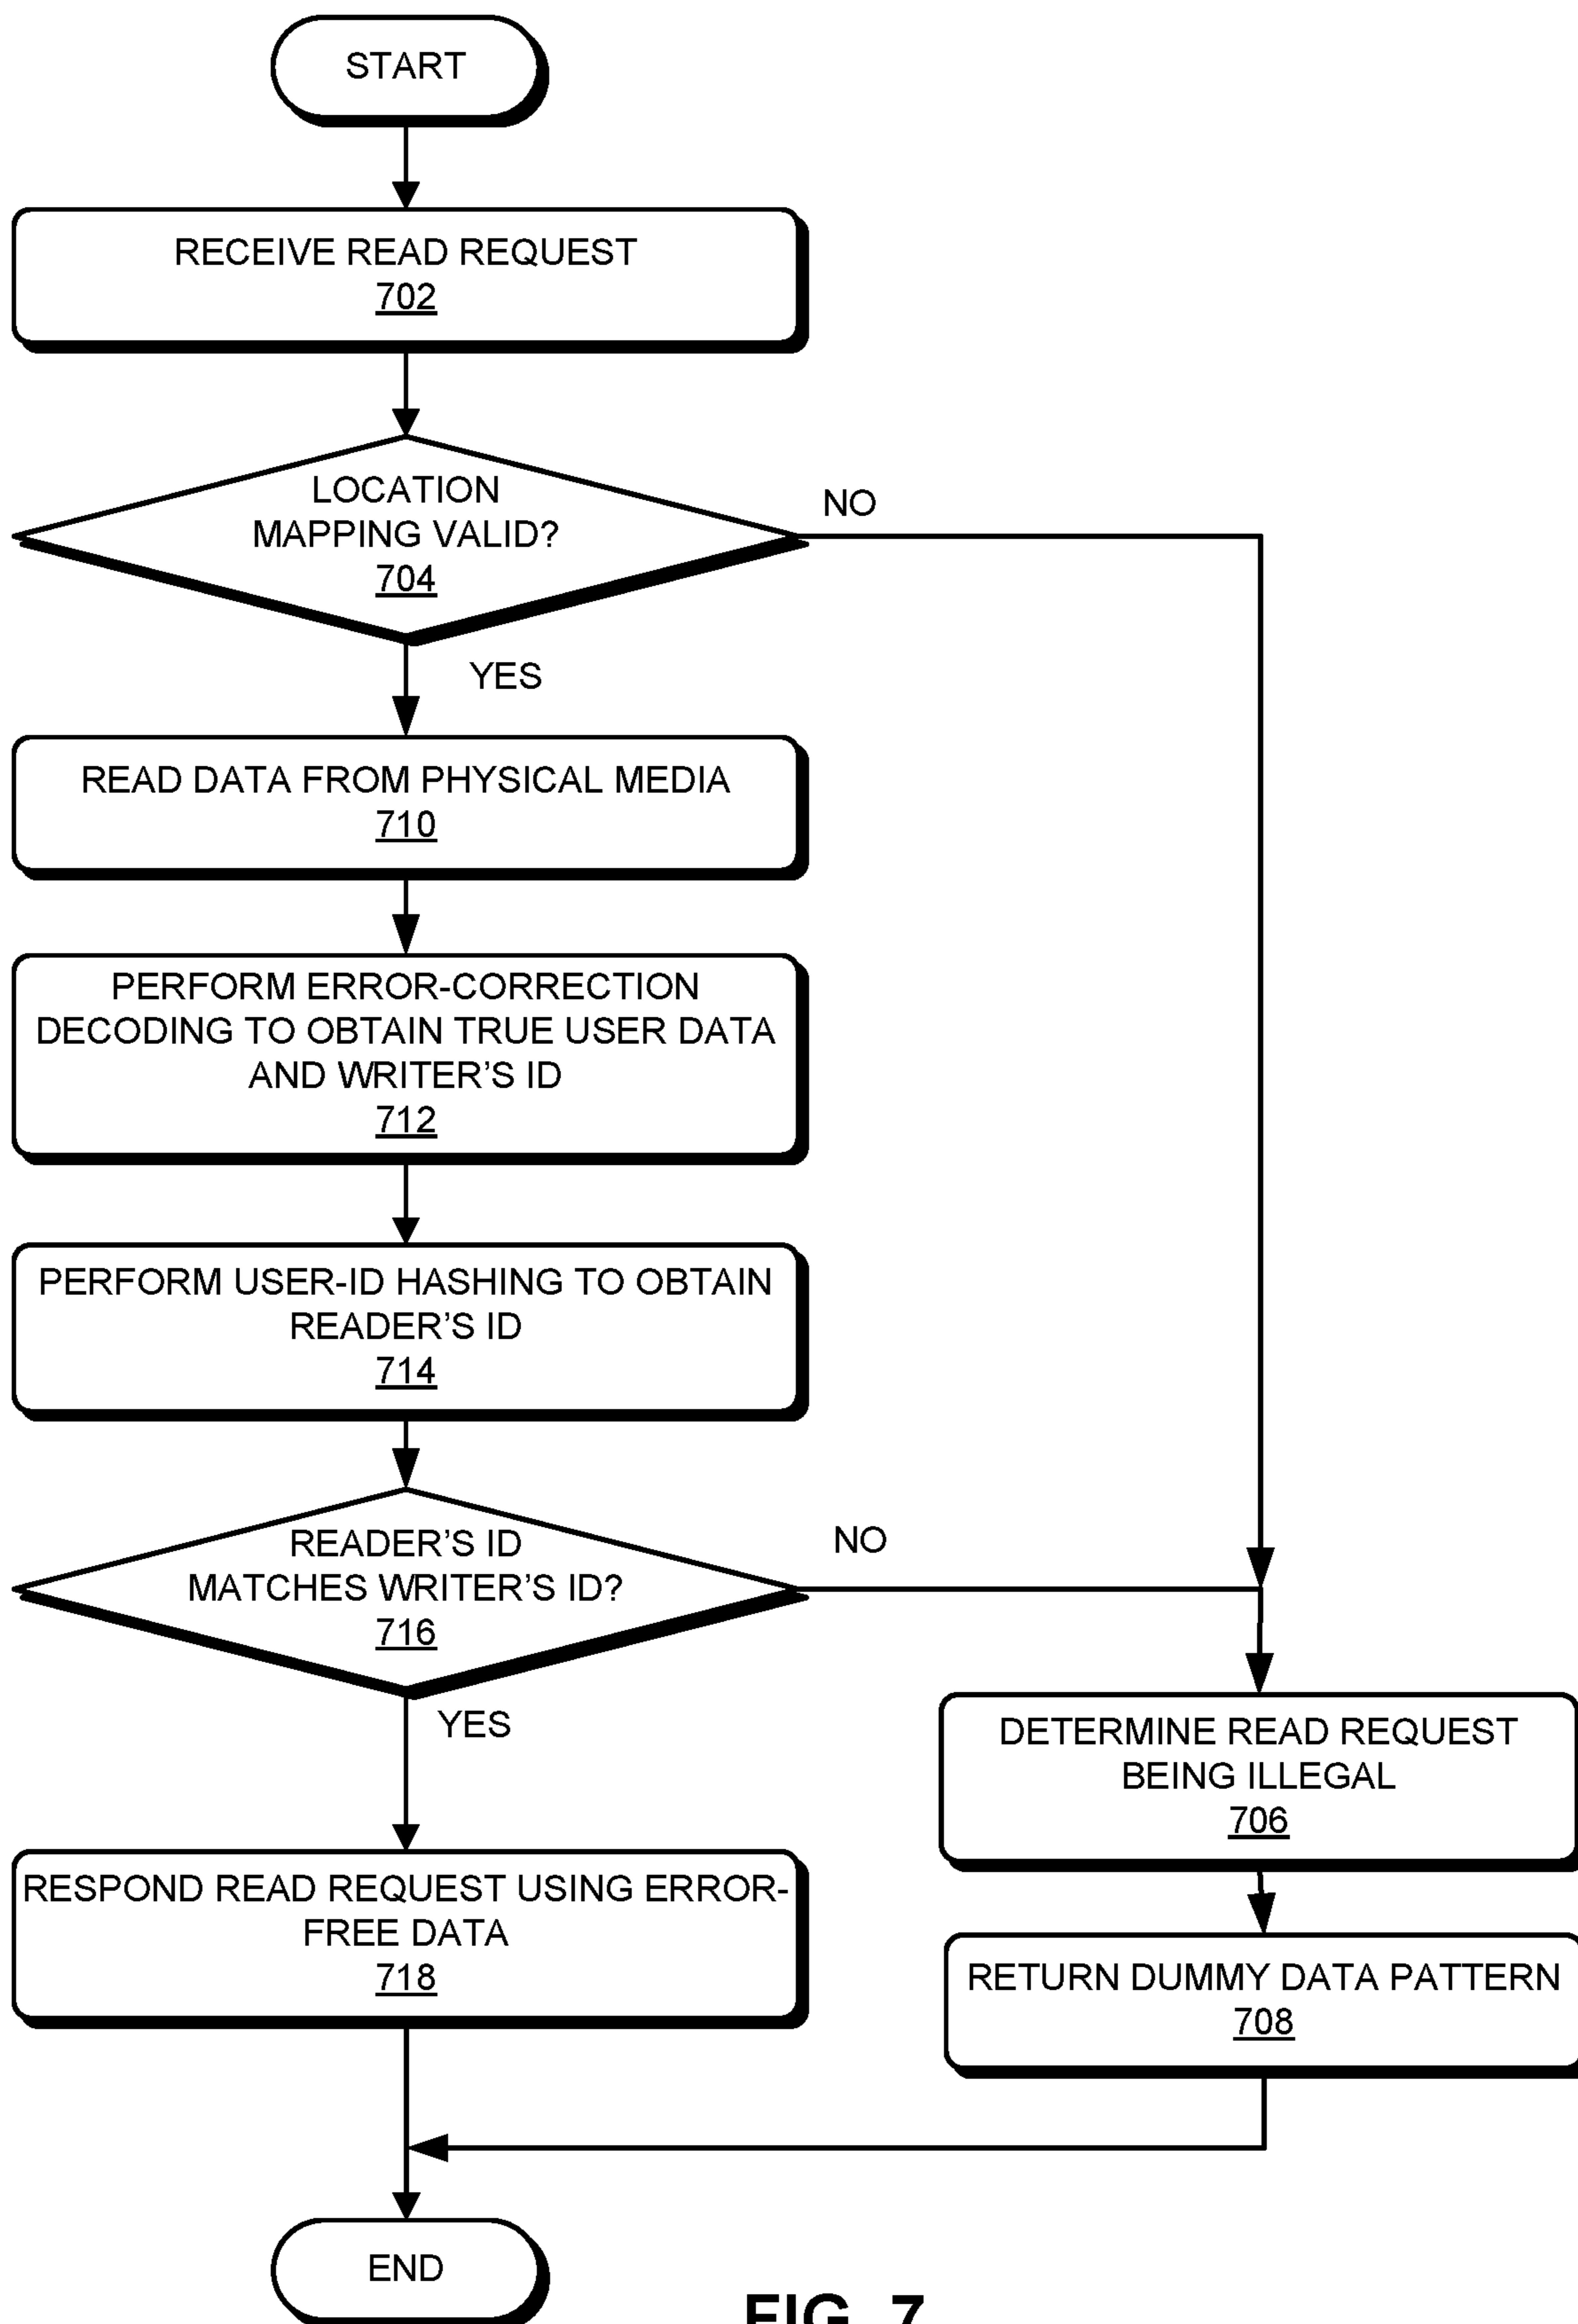 START
RECEIVE READ REQUEST
702
LOCATION
MAPPING VALID?
704
NO
YES
READ DATA FROM PHYSICAL MEDIA
710
PERFORM ERROR-CORRECTION
DECODING TO OBTAIN TRUE USER DATA
AND WRITER'S ID
712
PERFORM USER-ID HASHING TO OBTAIN
READER'S ID
714
READER'S ID
MATCHES WRITER'S ID?
716
NO
YES
DETERMINE READ REQUEST
BEING ILLEGAL
706
RESPOND READ REQUEST USING ERROR-
FREE DATA
718
RETURN DUMMY DATA PATTERN
708
END
FIG. 7